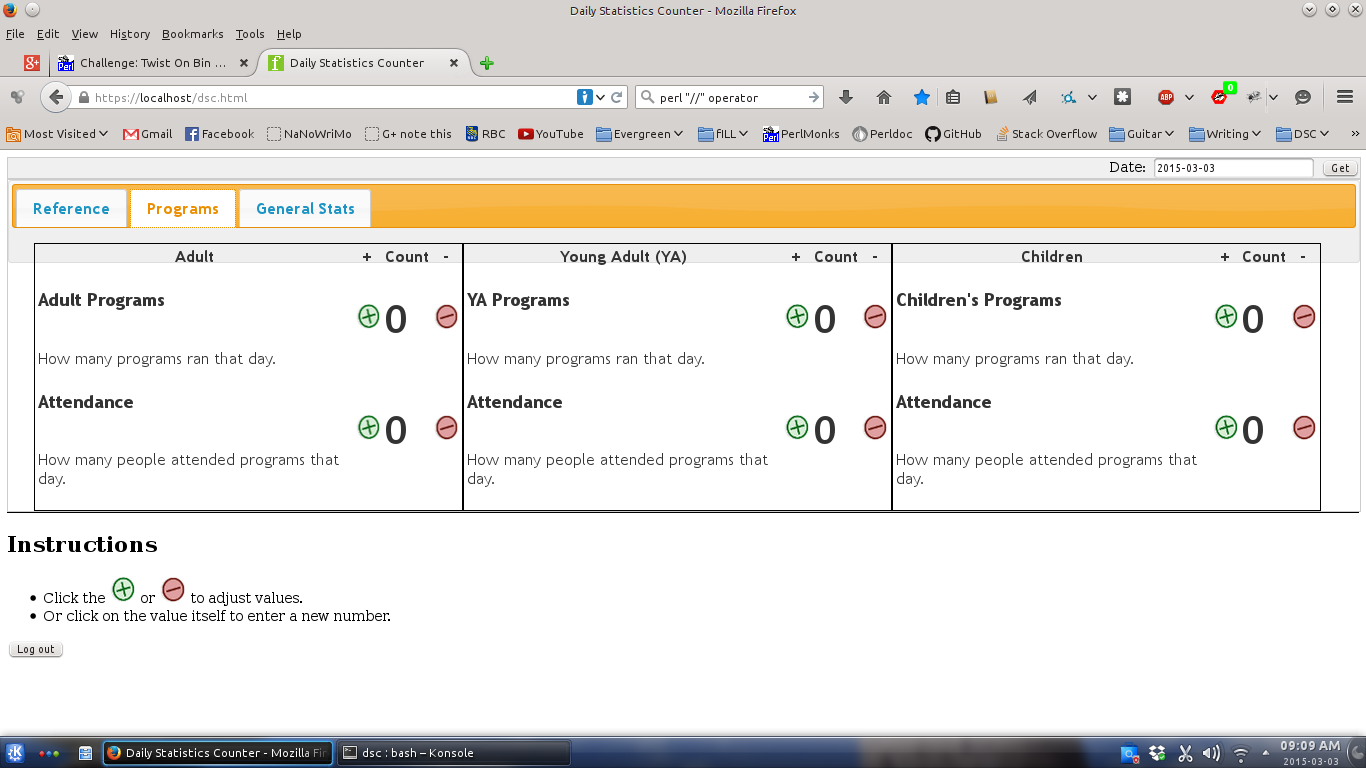 Daily Statistics Counter - Mozilla Firefox
File Edit View History Bookmarks Tools Help
Challenge: Twist On Bin ... Daily Statistics Counter
https://localhost/dsc.html perl "//" operator ABP 0
Most Visited Gmail Facebook NaNoWriMo G+ note this RBC YouTube Evergreen fILL PerlMonks Perldoc GitHub Stack Overflow Guitar Writing DSC »
Date: 2015-03-03 Get
Reference Programs General Stats
Adult + Count - Young Adult (YA) + Count - Children + Count -
Adult Programs YA Programs Children's Programs
0 0 0
How many programs ran that day. How many programs ran that day. How many programs ran that day.
Attendance Attendance Attendance
0 0 0
How many people attended programs that How many people attended programs that How many people attended programs that
day. day. day.
Instructions
Click the or to adjust values.
Or click on the value itself to enter a new number.
Log out
Daily Statistics Counter - Mozilla Fir dsc : bash – Konsole 09:09 AM
2015-03-03